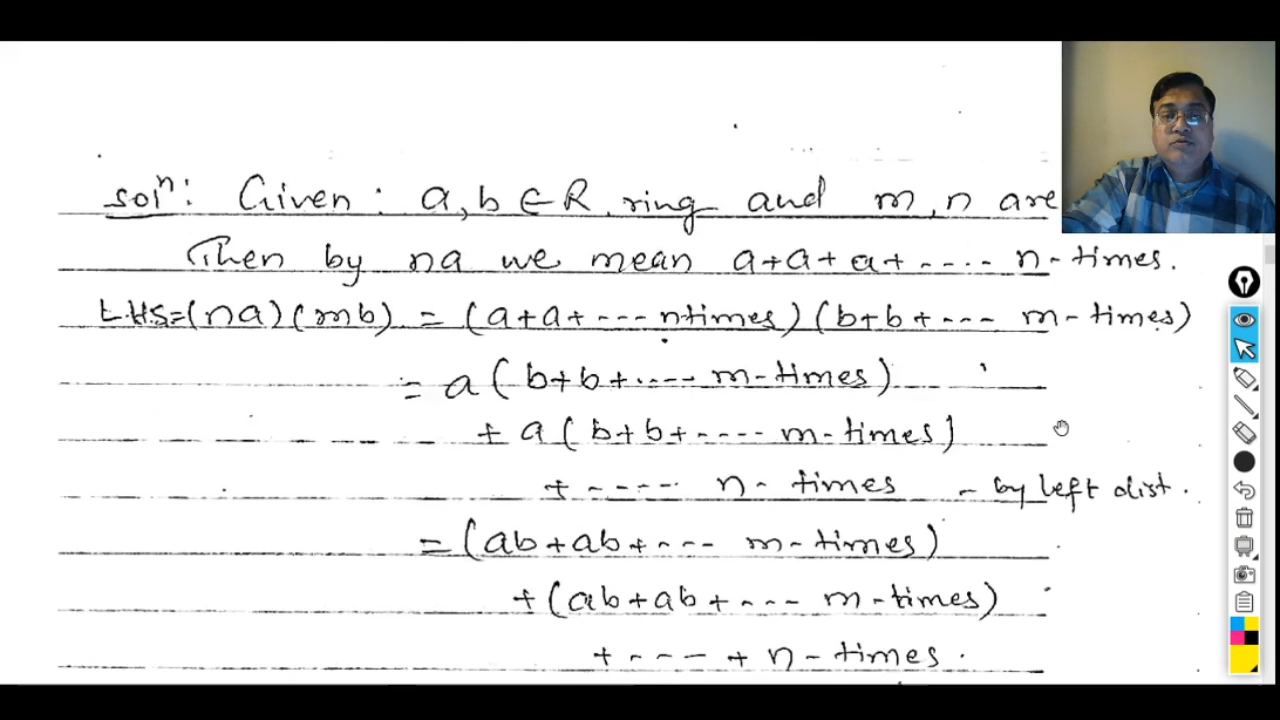 soln: Given: a, b ∈ R, ring and m, n are
Then by na we mean a+a+a+---- n-times.
L.H.S=(na)(mb) = (a+a+--- ntimes)(b+b+--- m-times)
= a(b+b+---- m-times)
+ a(b+b+---- m-times)
+ ----- n-times - by left dist.
= (ab+ab+--- m-times)
+(ab+ab+--- m-times)
+ --- + n-times.